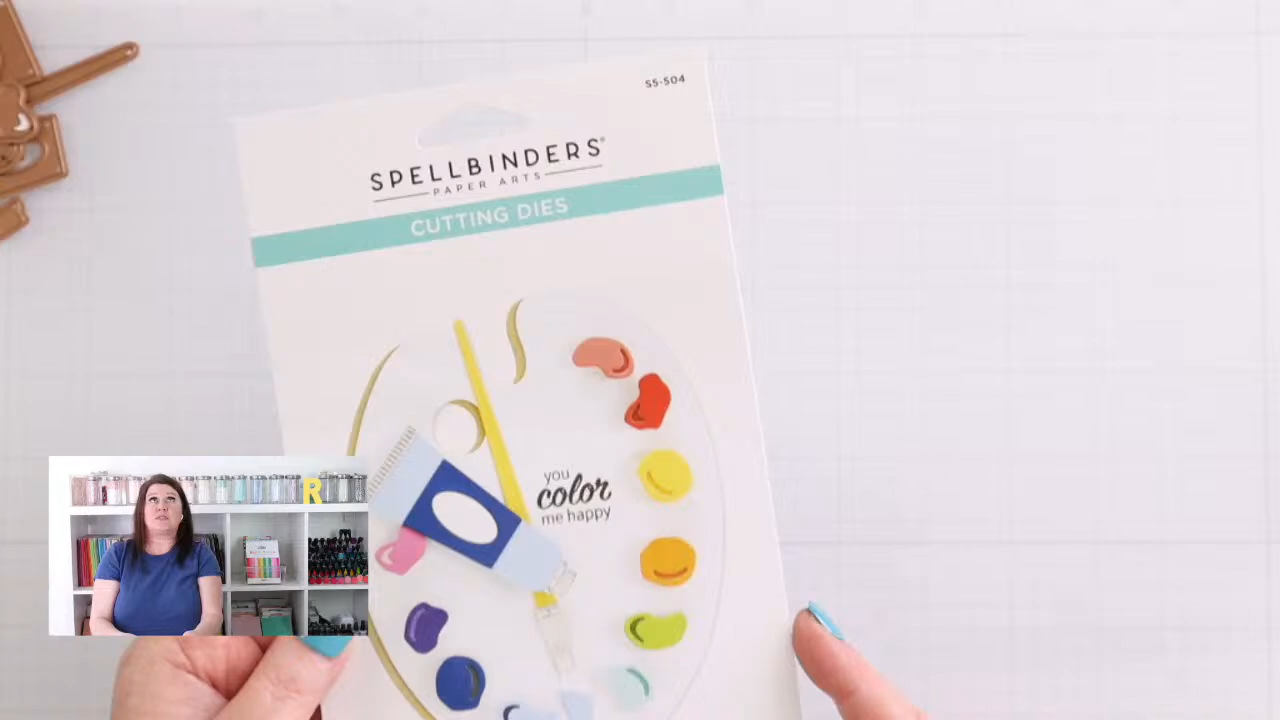 S5-504
SPELLBINDERS®
PAPER ARTS
CUTTING DIES
you
color
me happy
R